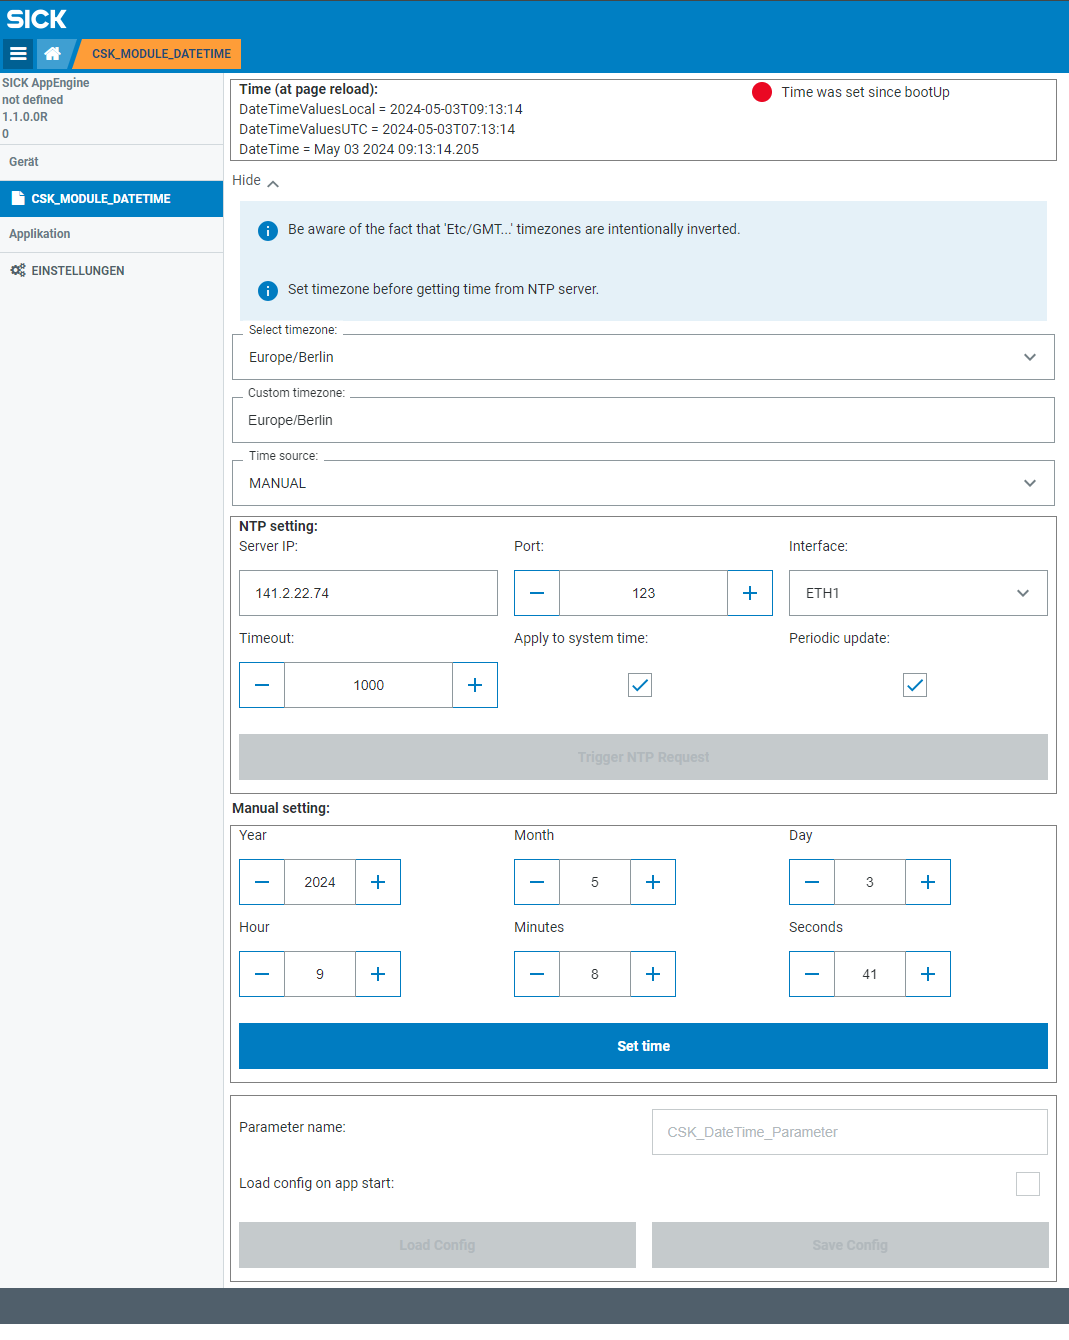 SICK
CSK_MODULE_DATETIME
SICK AppEngine
not defined
1.1.0.0R
0
Gerät
CSK_MODULE_DATETIME
Applikation
EINSTELLUNGEN
Time (at page reload):
DateTimeValuesLocal = 2024-05-03T09:13:14
DateTimeValuesUTC = 2024-05-03T07:13:14
DateTime = May 03 2024 09:13:14.205
Time was set since bootUp
Hide
Be aware of the fact that 'Etc/GMT...' timezones are intentionally inverted.
Set timezone before getting time from NTP server.
Select timezone:
Europe/Berlin
Custom timezone:
Europe/Berlin
Time source:
MANUAL
NTP setting:
Server IP: Port: Interface:
141.2.22.74 123 ETH1
Timeout: Apply to system time: Periodic update:
1000
Trigger NTP Request
Manual setting:
Year Month Day
2024 5 3
Hour Minutes Seconds
9 8 41
Set time
Parameter name: CSK_DateTime_Parameter
Load config on app start:
Load Config Save Config